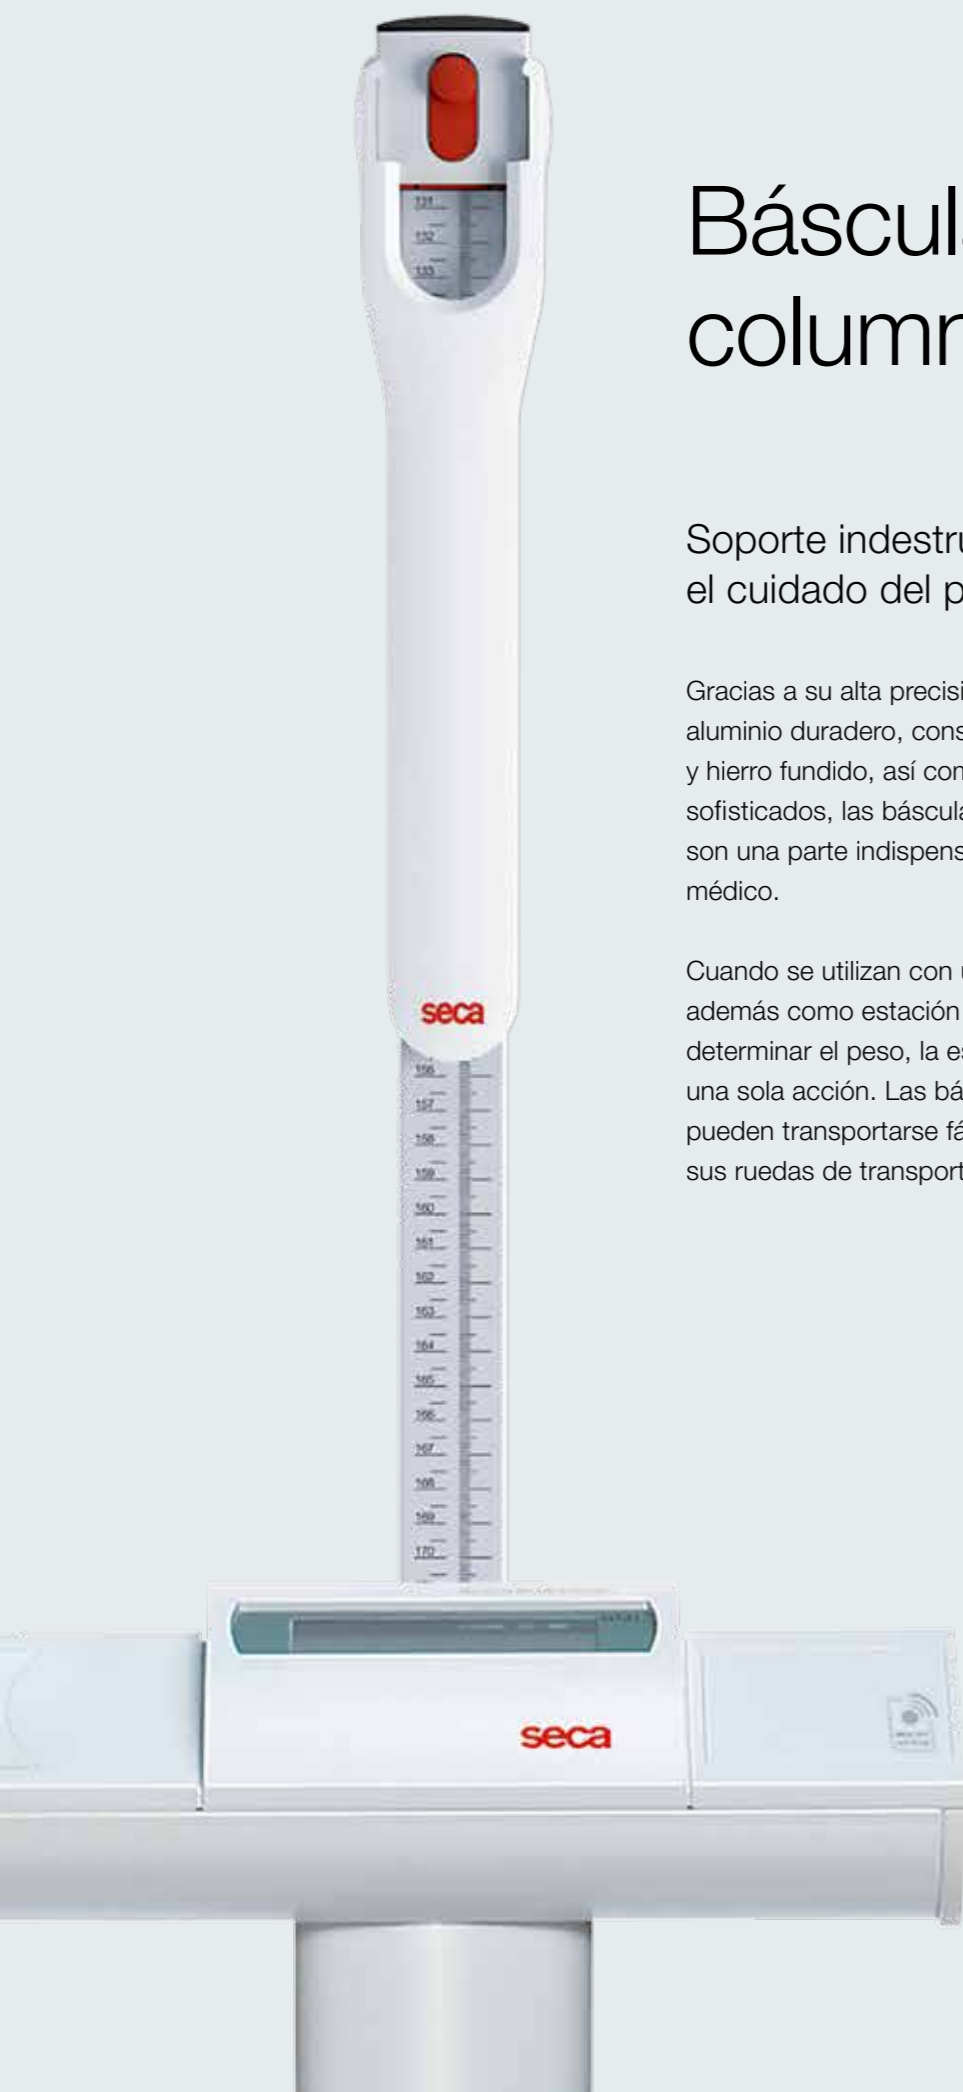 131
132
133
seca
156
157
158
159
160
161
162
163
164
165
166
167
168
169
170
seca
Báscul
colum
Soporte indestru
el cuidado del p
Gracias a su alta precisi
aluminio duradero, cons
y hierro fundido, así con
sofisticados, las báscula
son una parte indispens
médico.
Cuando se utilizan con u
además como estación
determinar el peso, la es
una sola acción. Las bá
pueden transportarse fá
sus ruedas de transport